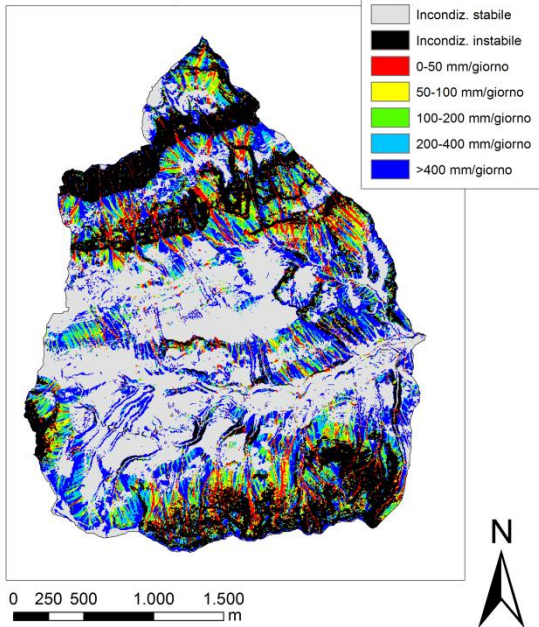 Incondiz. stabile
Incondiz. instabile
0-50 mm/giorno
50-100 mm/giorno
100-200 mm/giorno
200-400 mm/giorno
>400 mm/giorno
N
0 250 500 1.000 1.500
m